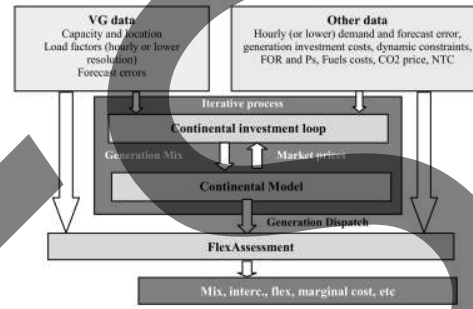 VG data
Capacity and location
Load factors (hourly or lower
resolution)
Forecast errors
Other data
Hourly (or lower) demand and forecast error,
generation investment costs, dynamic constraints,
FOR and Ps, Fuels costs, CO2 price, NTC
Iterative process
Continental investment loop
Generation Mix
Market prices
Continental Model
Generation Dispatch
FlexAssessment
Mix, interc., flex, marginal cost, etc